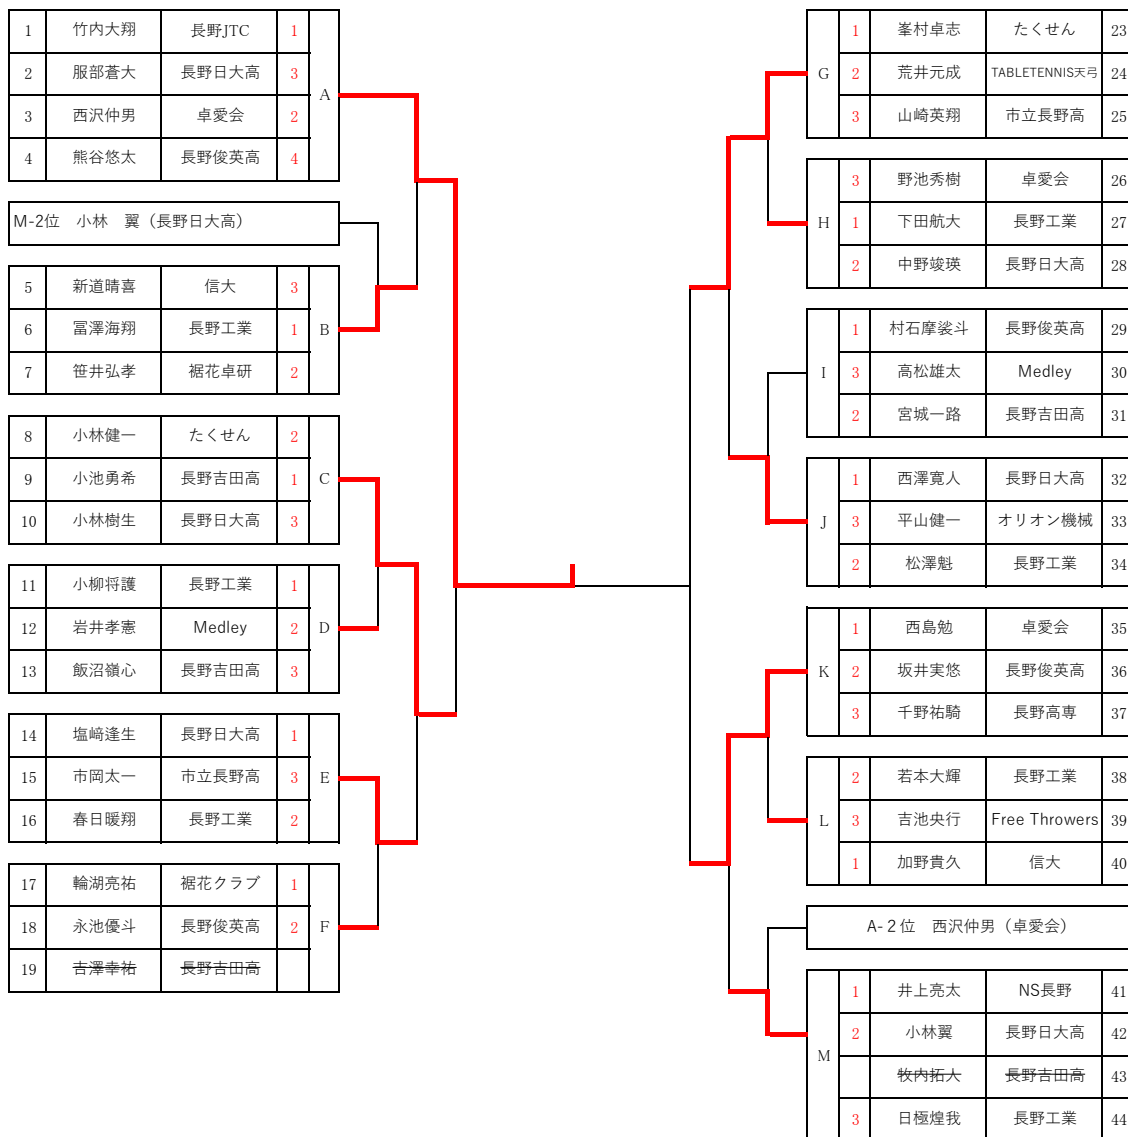 1 竹内大翔 長野JTC 1
2 服部蒼大 長野日大高 3
A
3 西沢仲男 卓愛会 2
4 熊谷悠太 長野俊英高 4
M-2位 小林 翼（長野日大高）
5 新道晴喜 信大 3
6 冨澤海翔 長野工業 1 B
7 笹井弘孝 裾花卓研 2
8 小林健一 たくせん 2
9 小池勇希 長野吉田高 1 C
10 小林樹生 長野日大高 3
11 小柳将護 長野工業 1
12 岩井孝憲 Medley 2 D
13 飯沼嶺心 長野吉田高 3
14 塩﨑逢生 長野日大高 1
15 市岡太一 市立長野高 3 E
16 春日暖翔 長野工業 2
17 輪湖亮祐 裾花クラブ 1
18 永池優斗 長野俊英高 2 F
19 吉澤幸祐 長野吉田高
1 峯村卓志 たくせん 23
G 2 荒井元成 TABLETENNIS天弓 24
3 山崎英翔 市立長野高 25
3 野池秀樹 卓愛会 26
H 1 下田航大 長野工業 27
2 中野竣瑛 長野日大高 28
1 村石摩裟斗 長野俊英高 29
I 3 高松雄太 Medley 30
2 宮城一路 長野吉田高 31
1 西澤寛人 長野日大高 32
J 3 平山健一 オリオン機械 33
2 松澤魁 長野工業 34
1 西島勉 卓愛会 35
K 2 坂井実悠 長野俊英高 36
3 千野祐騎 長野高専 37
2 若本大輝 長野工業 38
L 3 吉池央行 Free Throwers 39
1 加野貴久 信大 40
A-２位 西沢仲男（卓愛会）
1 井上亮太 NS長野 41
2 小林翼 長野日大高 42
M
牧内拓人 長野吉田高 43
3 日極煌我 長野工業 44